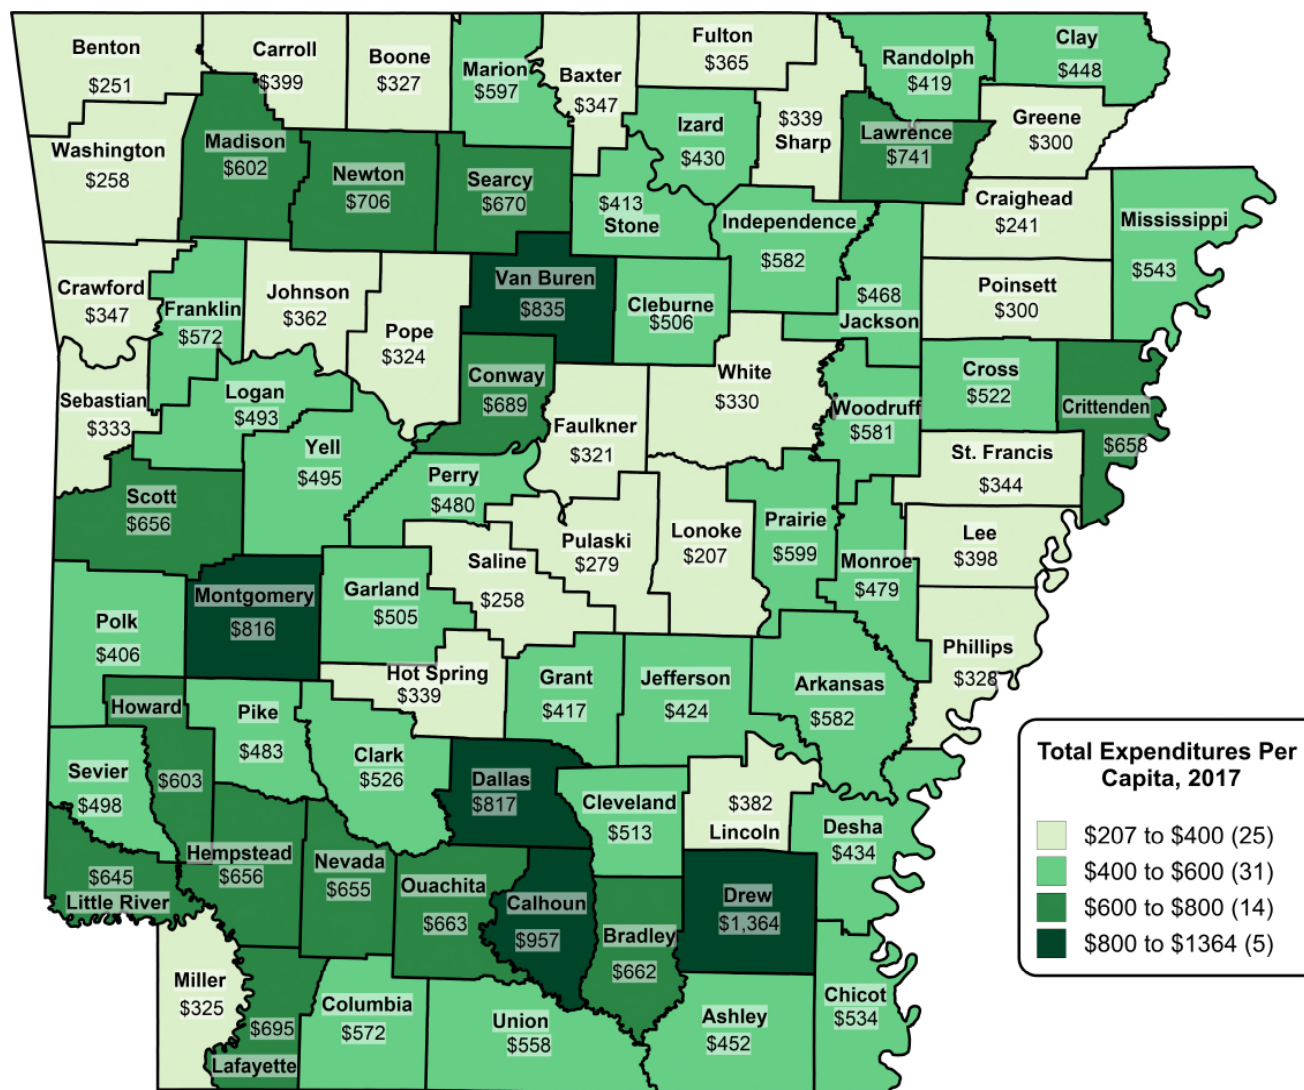 Benton
$251
Carroll
$399
Boone
$327
Marion
$597
Baxter
$347
Fulton
$365
Randolph
$419
Clay
$448
Izard
$430
$339
Sharp
Lawrence
$741
Greene
$300
Washington
$258
Madison
$602
Newton
$706
Searcy
$670
$413
Stone
Independence
$582
Craighead
$241
Mississippi
$543
Crawford
$347
Franklin
$572
Johnson
$362
Pope
$324
Van Buren
$835
Cleburne
$506
$468
Jackson
Poinsett
$300
Sebastian
$333
Logan
$493
Conway
$689
Faulkner
$321
White
$330
Woodruff
$581
Cross
$522
Crittenden
$658
Scott
$656
Yell
$495
Perry
$480
St. Francis
$344
Pulaski
$279
Lonoke
$207
Prairie
$599
Monroe
$479
Lee
$398
Polk
$406
Montgomery
$816
Garland
$505
Saline
$258
Hot Spring
$339
Grant
$417
Jefferson
$424
Arkansas
$582
Phillips
$328
Howard
$603
Pike
$483
Clark
$526
Sevier
$498
Dallas
$817
Cleveland
$513
$382
Lincoln
Desha
$434
$645
Little River
Hempstead
$656
Nevada
$655
Ouachita
$663
Calhoun
$957
Bradley
$662
Drew
$1,364
Miller
$325
$695
Lafayette
Columbia
$572
Union
$558
Ashley
$452
Chicot
$534
Total Expenditures Per
Capita, 2017
$207 to $400 (25)
$400 to $600 (31)
$600 to $800 (14)
$800 to $1364 (5)